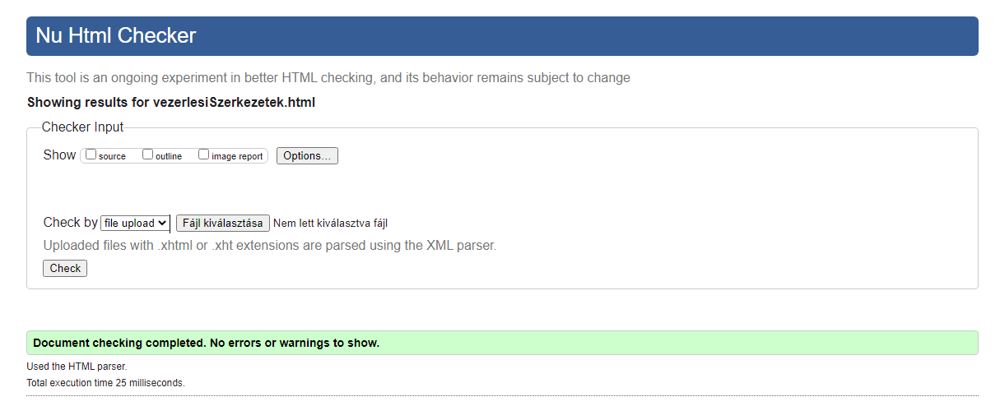 Nu Html Checker
This tool is an ongoing experiment in better HTML checking, and its behavior remains subject to change
Showing results for vezerlesiSzerkezetek.html
Checker Input
Show source outline image report Options...
Check by file upload Fájl kiválasztása Nem lett kiválasztva fájl
Uploaded files with .xhtml or .xht extensions are parsed using the XML parser.
Check
Document checking completed. No errors or warnings to show.
Used the HTML parser.
Total execution time 25 milliseconds.